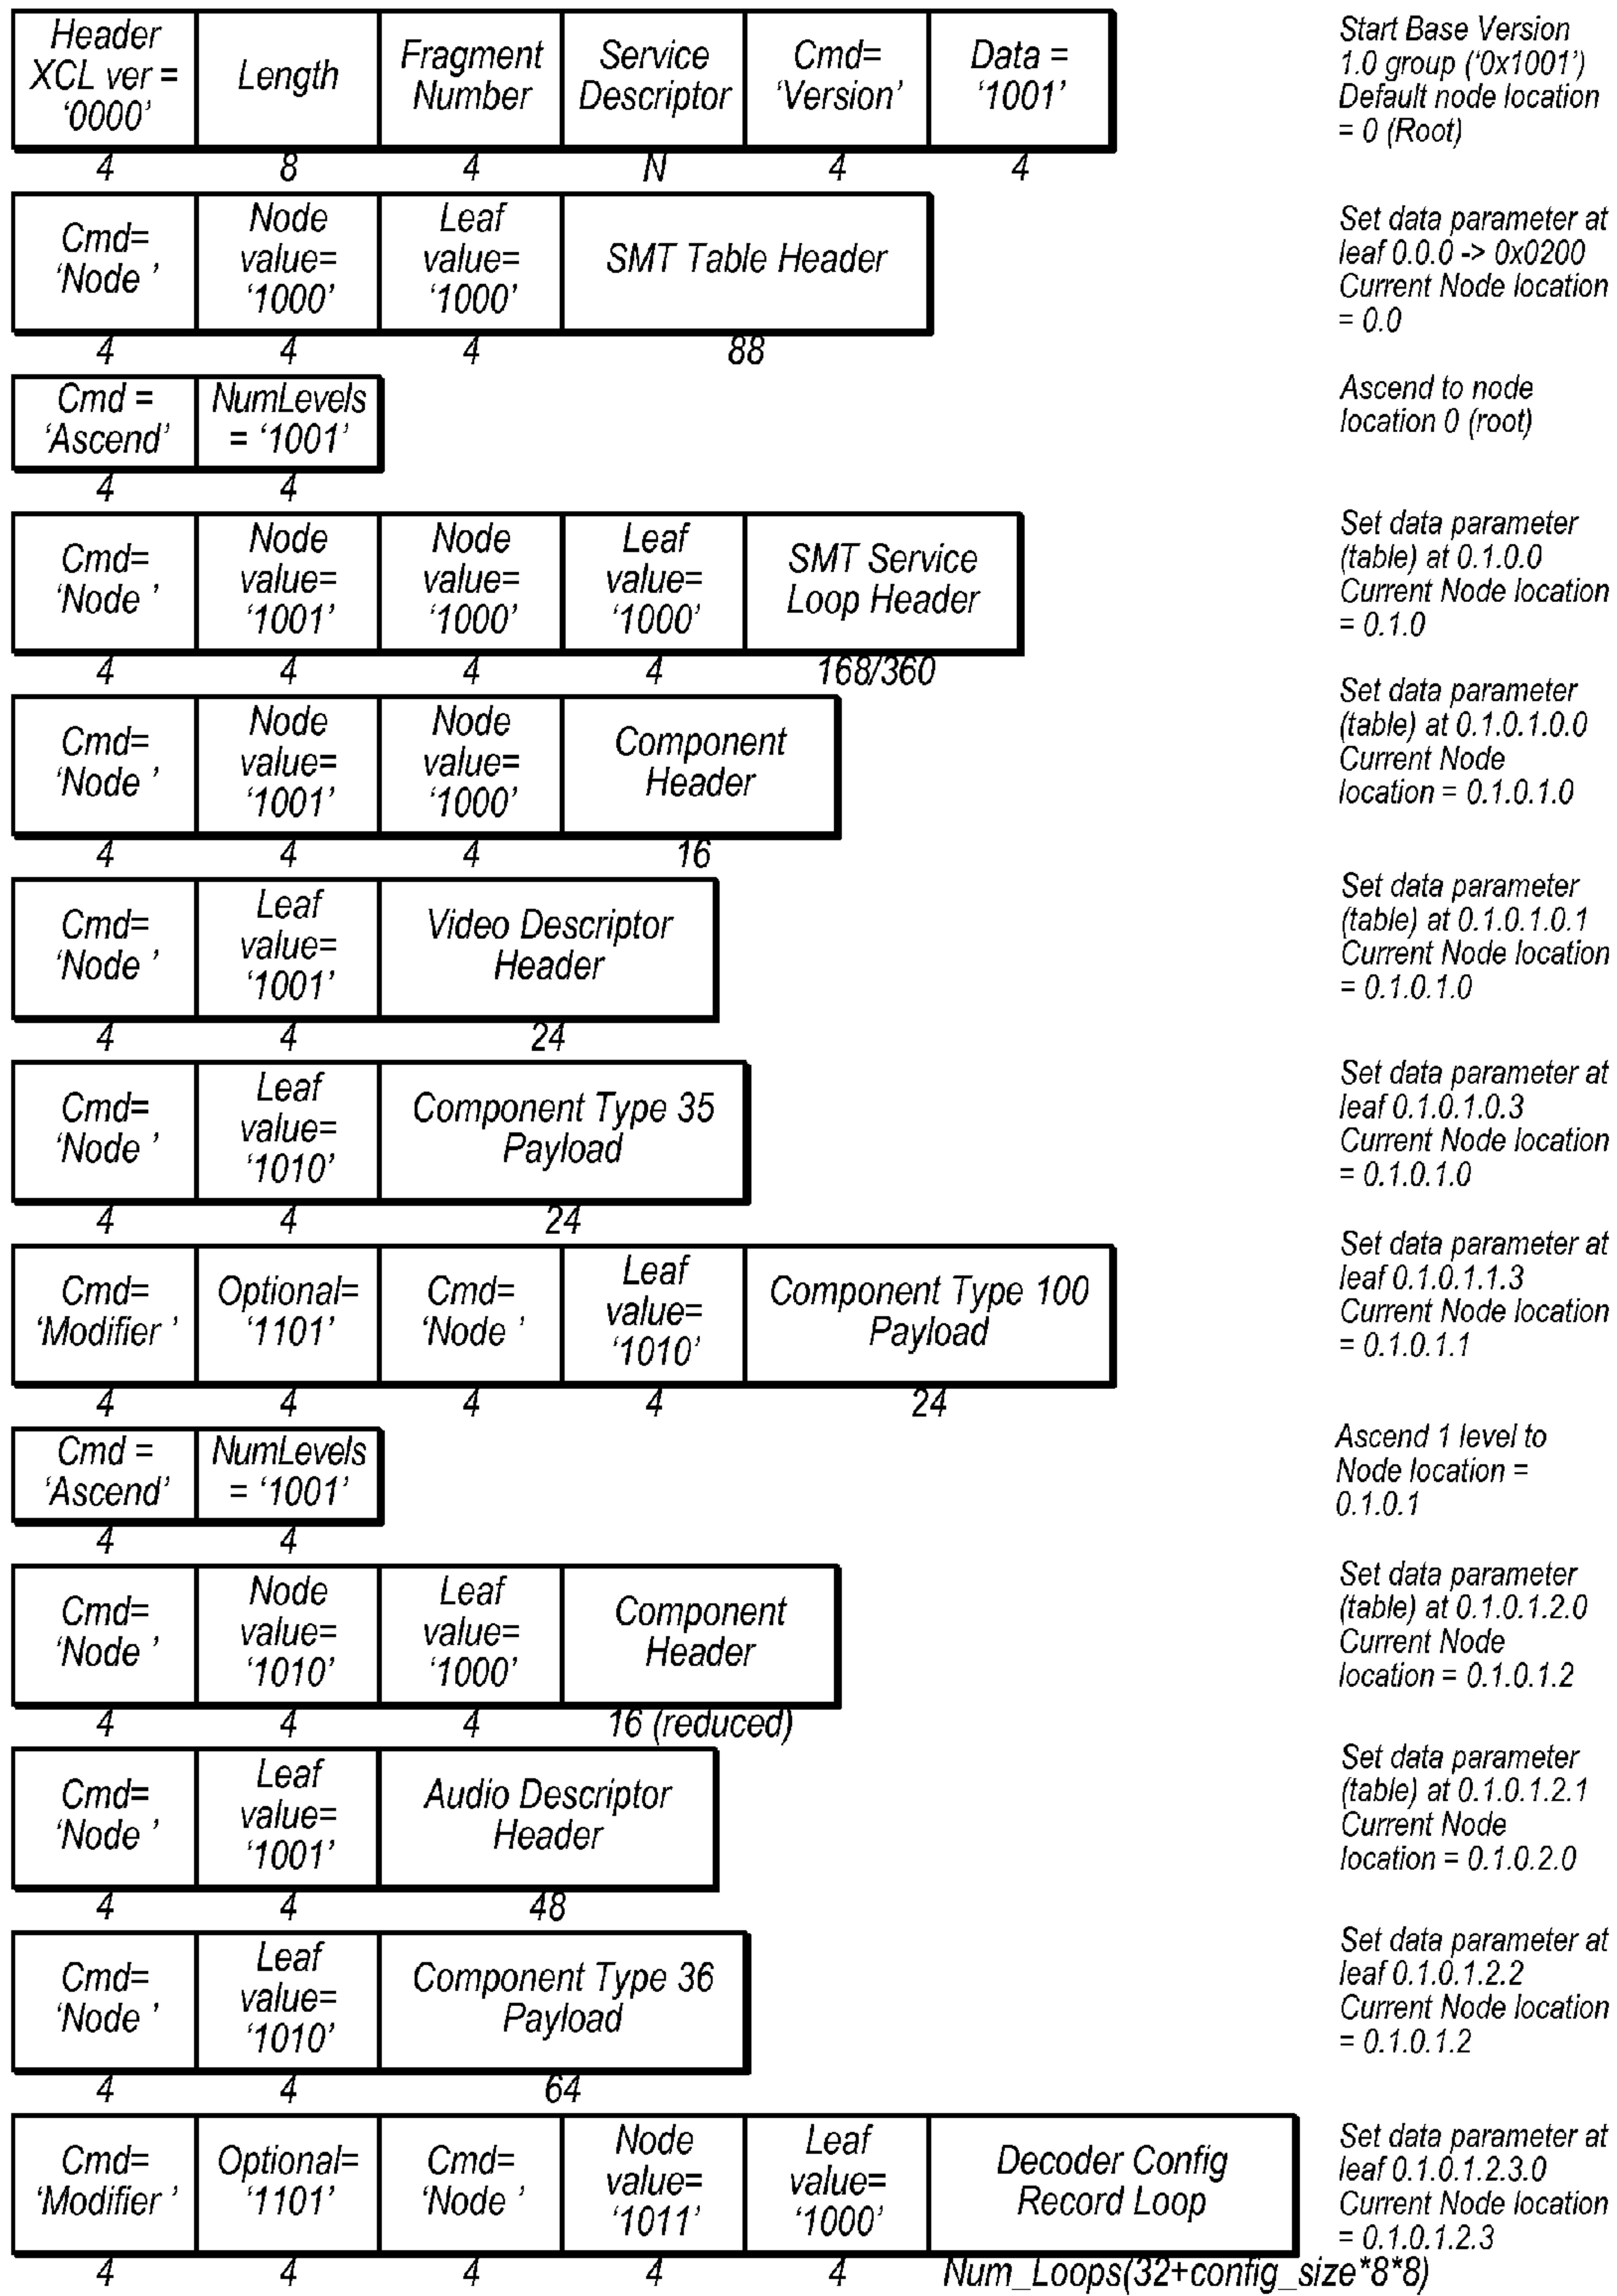 Header
XCL ver =
‘0000’
Length
Fragment
Number
Service
Descriptor
Cmd=
‘Version’
Data =
‘1001’
4
8
4
N
4
4
Start Base Version
1.0 group (‘0x1001’)
Default node location
= 0 (Root)
Cmd=
‘Node ’
Node
value=
‘1000’
Leaf
value=
‘1000’
SMT Table Header
4
4
4
88
Set data parameter at
leaf 0.0.0 -> 0x0200
Current Node location
= 0.0
Cmd =
‘Ascend’
NumLevels
= ‘1001’
4
4
Ascend to node
location 0 (root)
Cmd=
‘Node ’
Node
value=
‘1001’
Node
value=
‘1000’
Leaf
value=
‘1000’
SMT Service
Loop Header
4
4
4
4
168/360
Set data parameter
(table) at 0.1.0.0
Current Node location
= 0.1.0
Cmd=
‘Node ’
Node
value=
‘1001’
Node
value=
‘1000’
Component
Header
4
4
4
16
Set data parameter
(table) at 0.1.0.1.0.0
Current Node
location = 0.1.0.1.0
Cmd=
‘Node ’
Leaf
value=
‘1001’
Video Descriptor
Header
4
4
24
Set data parameter
(table) at 0.1.0.1.0.1
Current Node location
= 0.1.0.1.0
Cmd=
‘Node ’
Leaf
value=
‘1010’
Component Type 35
Payload
4
4
24
Set data parameter at
leaf 0.1.0.1.0.3
Current Node location
= 0.1.0.1.0
Cmd=
‘Modifier ’
Optional=
‘1101’
Cmd=
‘Node ’
Leaf
value=
‘1010’
Component Type 100
Payload
4
4
4
4
24
Set data parameter at
leaf 0.1.0.1.1.3
Current Node location
= 0.1.0.1.1
Cmd =
‘Ascend’
NumLevels
= ‘1001’
4
4
Ascend 1 level to
Node location =
0.1.0.1
Cmd=
‘Node ’
Node
value=
‘1010’
Leaf
value=
‘1000’
Component
Header
4
4
4
16 (reduced)
Set data parameter
(table) at 0.1.0.1.2.0
Current Node
location = 0.1.0.1.2
Cmd=
‘Node ’
Leaf
value=
‘1001’
Audio Descriptor
Header
4
4
48
Set data parameter
(table) at 0.1.0.1.2.1
Current Node
location = 0.1.0.2.0
Cmd=
‘Node ’
Leaf
value=
‘1010’
Component Type 36
Payload
4
4
64
Set data parameter at
leaf 0.1.0.1.2.2
Current Node location
= 0.1.0.1.2
Cmd=
‘Modifier ’
Optional=
‘1101’
Cmd=
‘Node ’
Node
value=
‘1011’
Leaf
value=
‘1000’
Decoder Config
Record Loop
4
4
4
4
4
Num_Loops(32+config_size*8*8)
Set data parameter at
leaf 0.1.0.1.2.3.0
Current Node location
= 0.1.0.1.2.3